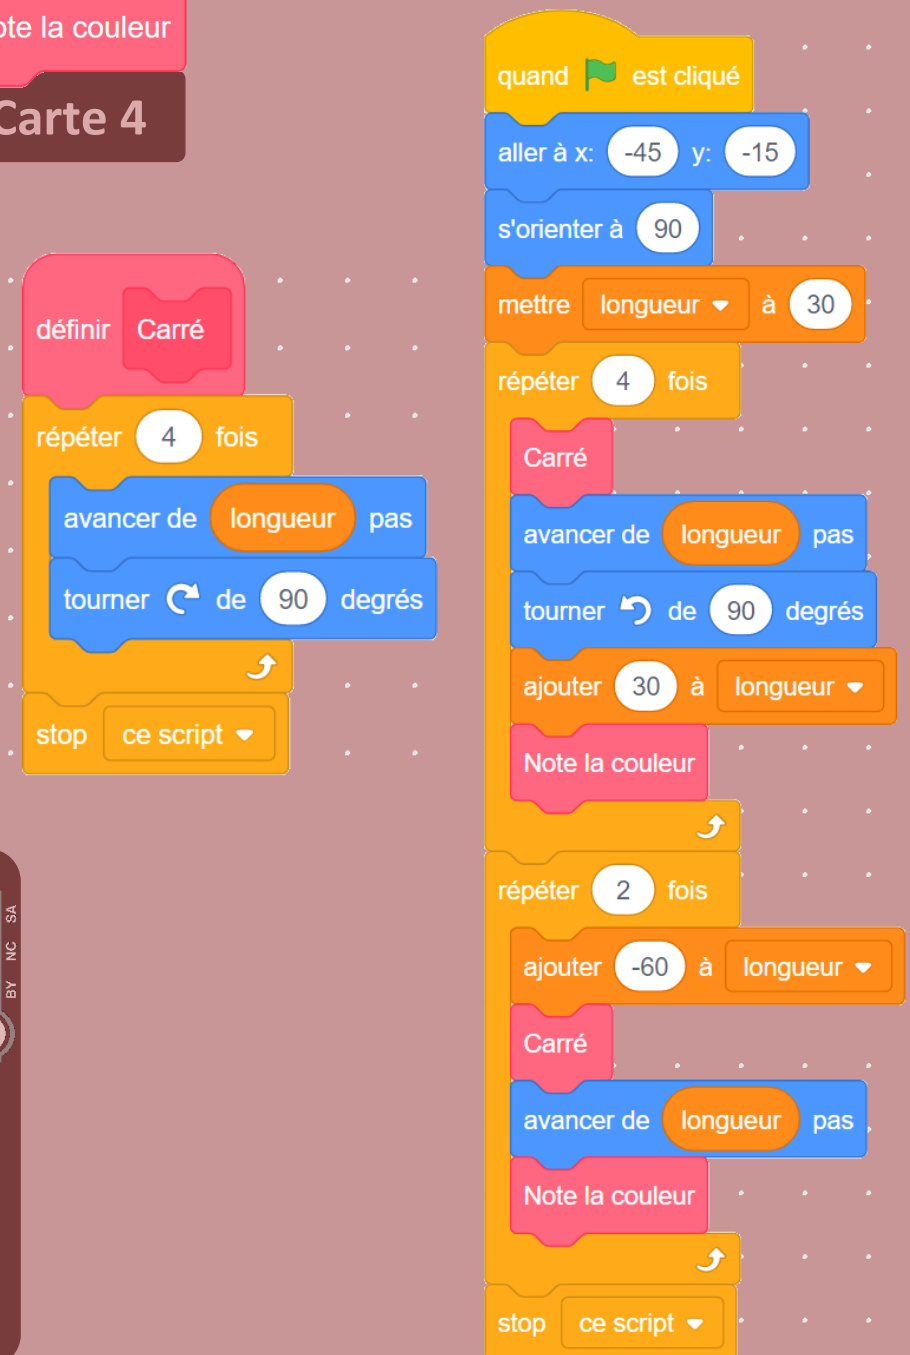 la couleur
Carte 4
définir Carré
répéter 4 fois
avancer de longueur pas
tourner de 90 degrés
stop ce script
BY NC SA
quand est cliqué
aller à x: -45 y: -15
s'orienter à 90
mettre longueur à 30
répéter 4 fois
Carré
avancer de longueur pas
tourner de 90 degrés
ajouter 30 à longueur
Note la couleur
répéter 2 fois
ajouter -60 à longueur
Carré
avancer de longueur pas
Note la couleur
stop ce script